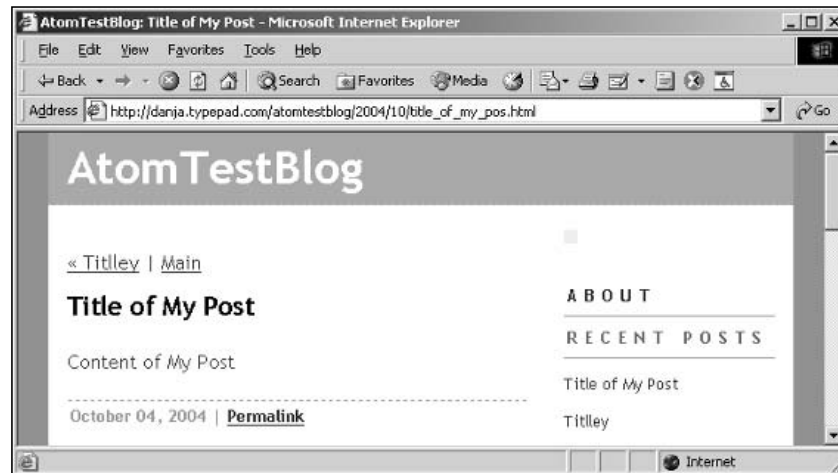 AtomTestBlog: Title of My Post - Microsoft Internet Explorer
File Edit View Favorites Tools Help
Back Search Favorites Media
Address http://danja.typepad.com/atomtestblog/2004/10/title_of_my_pos.html Go
AtomTestBlog
« Titlley | Main
Title of My Post
Content of My Post
October 04, 2004 | Permalink
ABOUT
RECENT POSTS
Title of My Post
Titlley
Internet